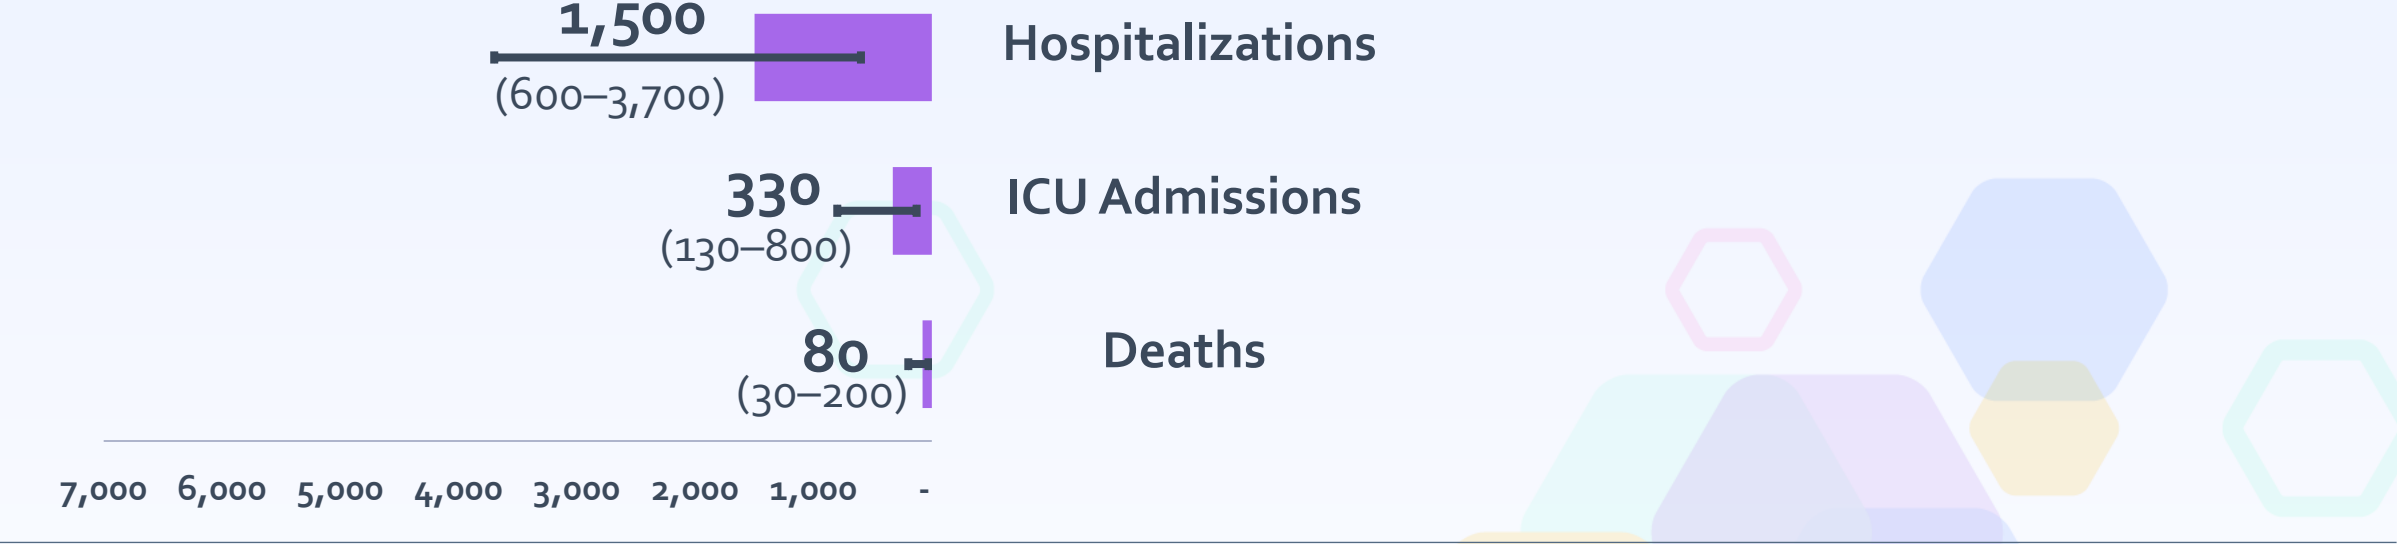 1,500
Hospitalizations
(600–3,700)
330
ICU Admissions
(130–800)
80
Deaths
(30–200)
7,000 6,000 5,000 4,000 3,000 2,000 1,000 -